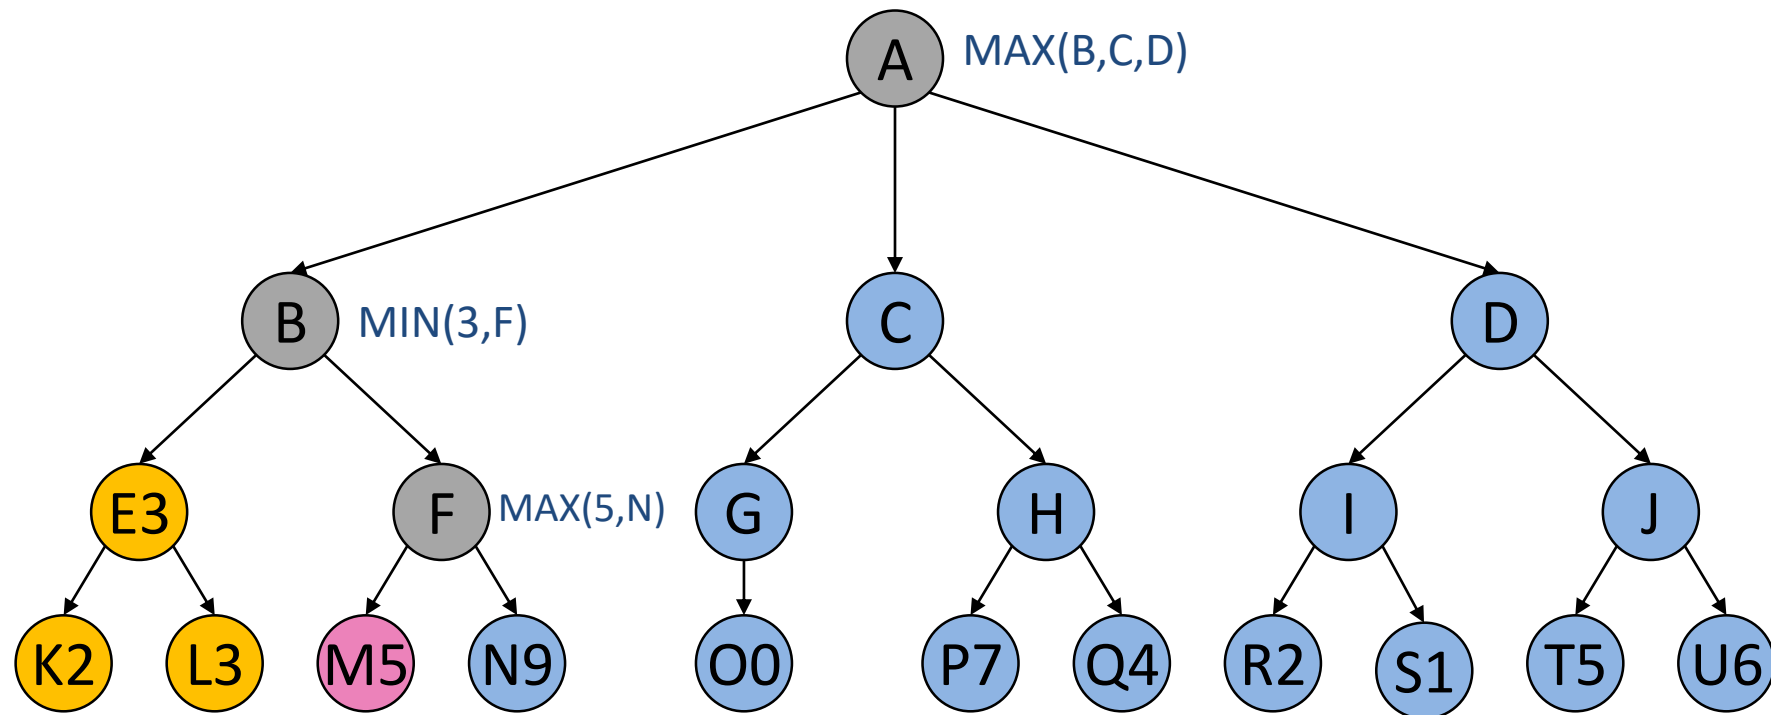 A MAX(B,C,D)
B MIN(3,F) C D
E3 F MAX(5,N) G H I J
K2 L3 M5 N9 O0 P7 Q4 R2 S1 T5 U6